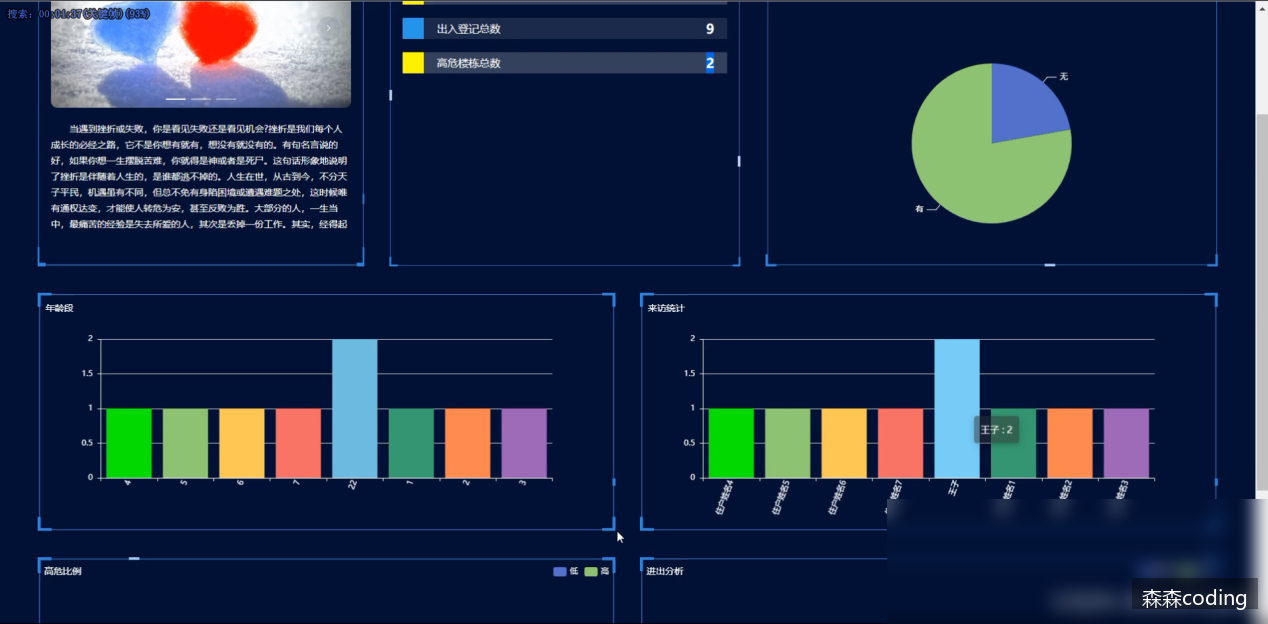 搜索: 00:01:37(关键帧)(93%)
出入登记总数 9
高危楼栋总数 2
当遇到挫折或失败，你是看见失败还是看见机会?挫折是我们每个人
成长的必经之路，它不是你想有就有，想没有就没有的。有句名言说的
好，如果你想一生摆脱苦难，你就得是神或者是死尸。这句话形象地说明
了挫折是伴随着人生的，是谁都逃不掉的。人生在世，从古到今，不分天
子平民，机遇虽有不同，但总不免有身陷困境或遭遇难题之处，这时候唯
有通权达变，才能使人转危为安，甚至反败为胜。大部分的人，一生当
中，最痛苦的经验是失去所爱的人，其次是丢掉一份工作。其实，经得起
无
有
年龄段
2
1.5
1
0.5
0
4 5 6 7 22 1 2 3
来访统计
2
1.5
1
0.5
0
王子 : 2
住户姓名4 住户姓名5 住户姓名6 姓名7 王子 姓名1 姓名2 姓名3
高危比例
低 高
进出分析
森森coding